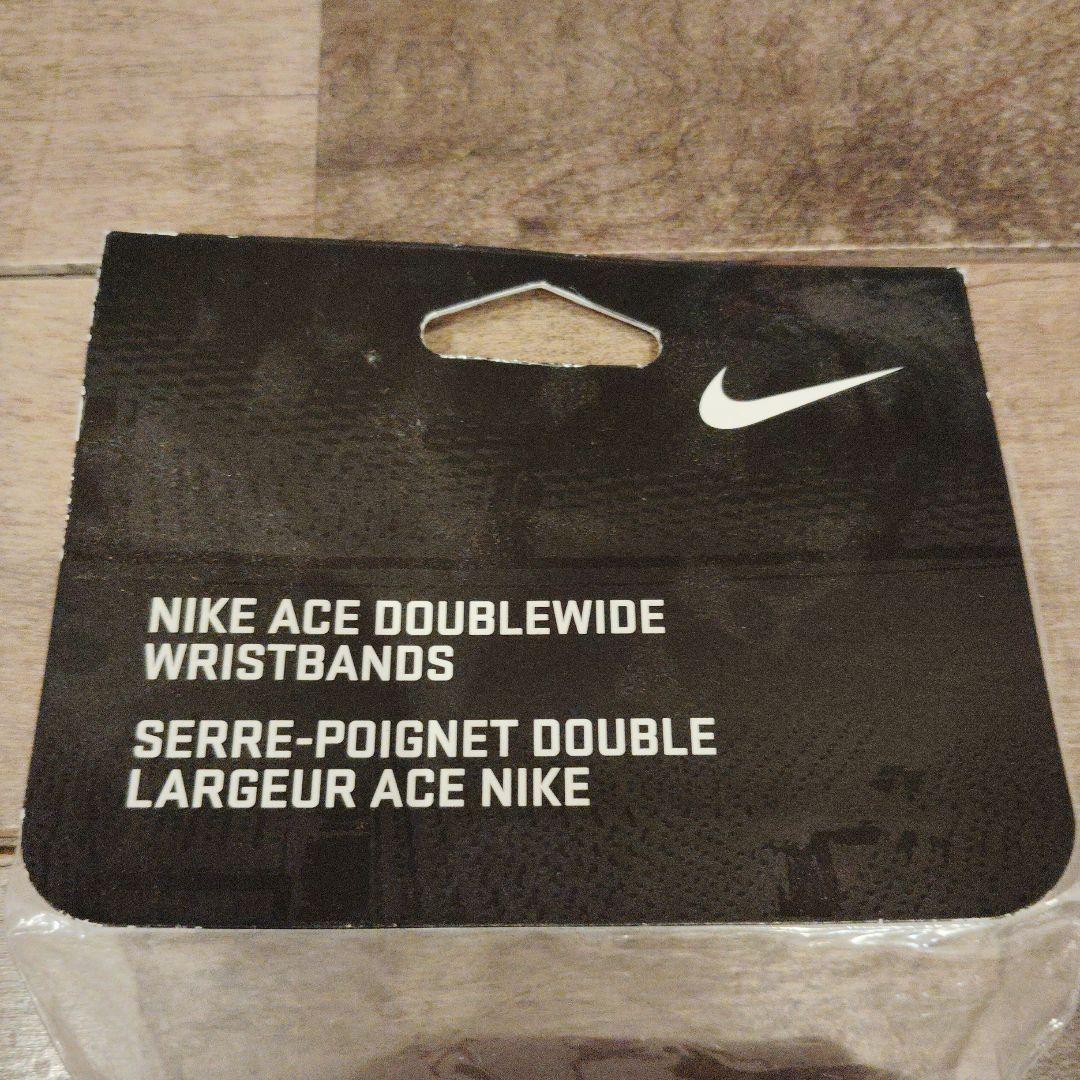 NIKE ACE DOUBLEWIDE
WRISTBANDS
SERRE-POIGNET DOUBLE
LARGEUR ACE NIKE